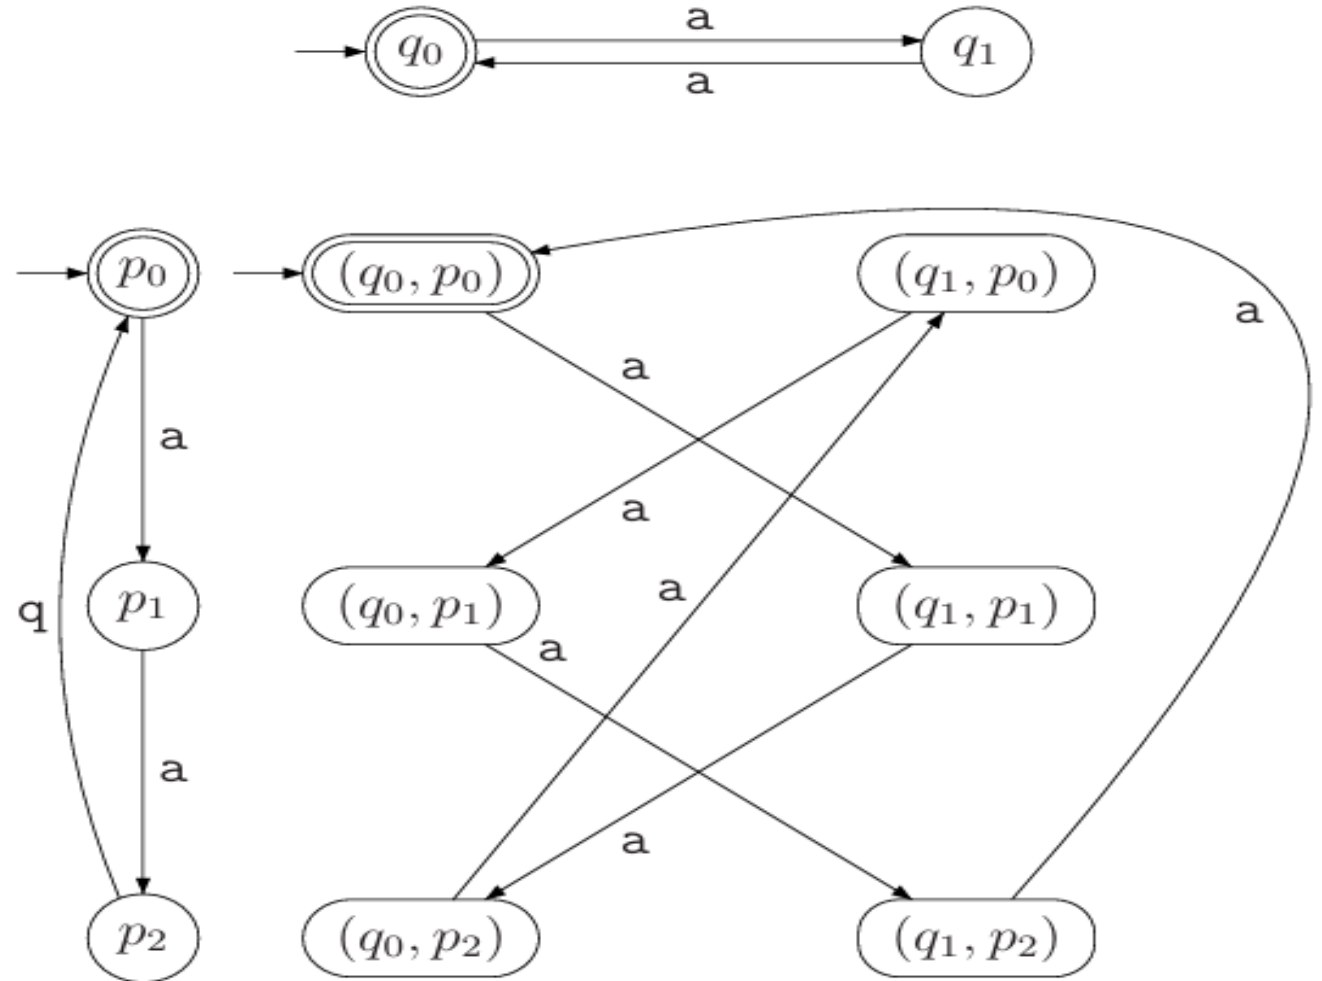 a
q₀ q₁
a
p₀ (q₀, p₀) (q₁, p₀)
a
a
a
a
a
p₁ (q₀, p₁) (q₁, p₁)
q
a
a
a
p₂ (q₀, p₂) (q₁, p₂)